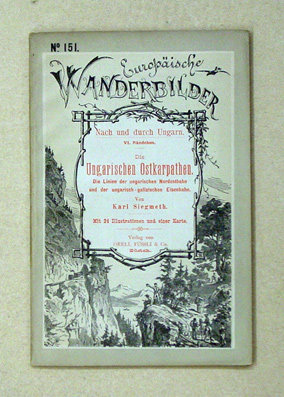 No 151.
Europäische
WANDERBILDER
Nach und durch Ungarn.
VI. Bändchen.
Die
Ungarischen Ostkarpathen.
Die Linien der ungarischen Nordostbahn
und der ungarisch-galizischen Eisenbahn.
Von
Karl Siegmeth.
Mit 26 Illustrationen und einer Karte.
Verlag von
ORELL FÜSSLI & Co.
Zürich.